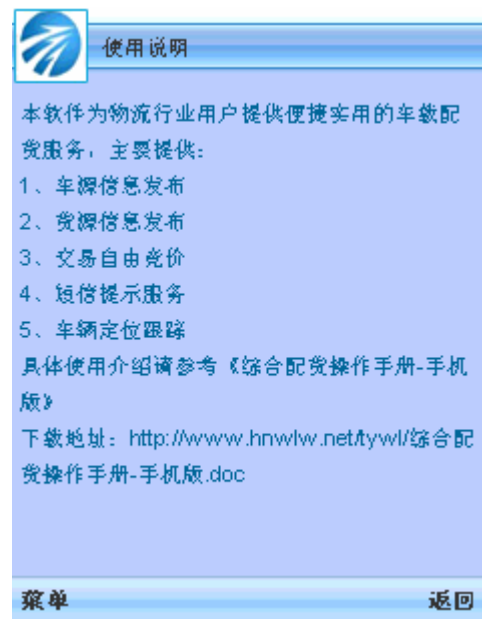 使用说明
本软件为物流行业用户提供便捷实用的车载配
货服务，主要提供：
1、车源信息发布
2、货源信息发布
3、交易自由竞价
4、短信提示服务
5、车辆定位跟踪
具体使用介绍请参考《综合配货操作手册-手机
版》
下载地址：http://www.hnwlw.net/tywl/综合配
货操作手册-手机版.doc
菜单
返回